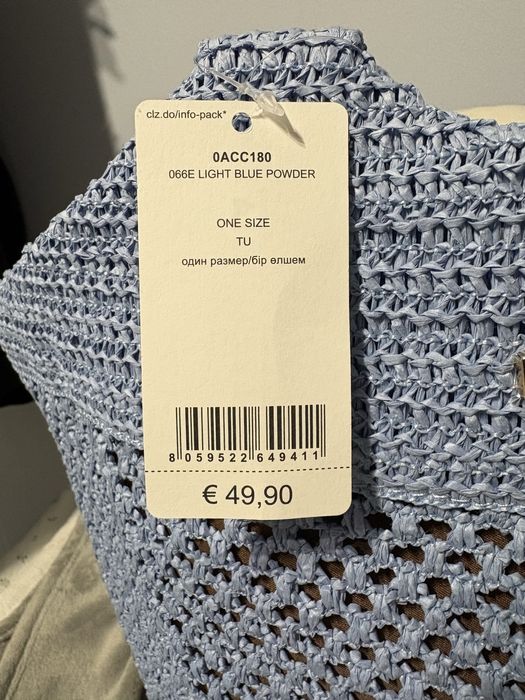 clz.do/info-pack*
0ACC180
066E LIGHT BLUE POWDER
ONE SIZE
TU
один размер/бір өлшем
8 059522 649411
€ 49,90